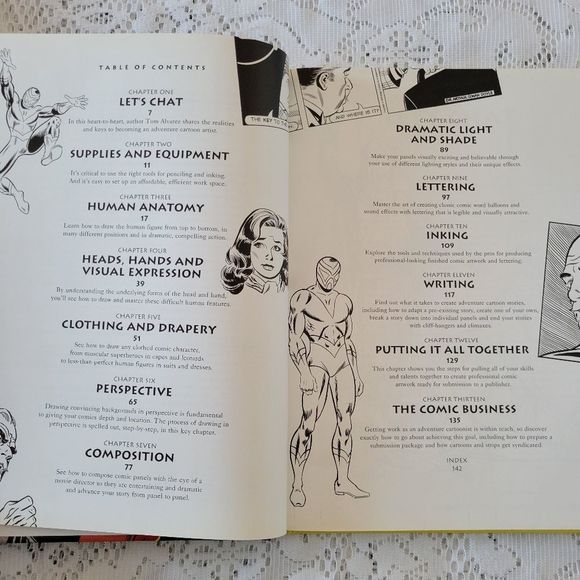 TABLE OF CONTENTS
CHAPTER ONE
LET'S CHAT
7
In this heart-to-heart, author Tom Alvarez shares the realities
and keys to becoming an adventure cartoon artist.
CHAPTER TWO
SUPPLIES AND EQUIPMENT
11
It's critical to use the right tools for penciling and inking.
And it's easy to set up an affordable, efficient work space.
CHAPTER THREE
HUMAN ANATOMY
17
Learn how to draw the human figure from top to bottom, in
many different positions and in dramatic, compelling action.
CHAPTER FOUR
HEADS, HANDS AND
VISUAL EXPRESSION
39
By understanding the underlying forms of the head and hand,
you'll see how to draw and master these difficult human features.
CHAPTER FIVE
CLOTHING AND DRAPERY
51
See how to draw any clothed comic character,
from muscular superheroes in capes and leotards
to less-than-perfect human figures in suits and dresses.
CHAPTER SIX
PERSPECTIVE
65
Drawing convincing backgrounds in perspective is fundamental
to giving your comics depth and location. The process of drawing in
perspective is spelled out, step-by-step, in this key chapter.
CHAPTER SEVEN
COMPOSITION
77
See how to compose comic panels with the eye of a
movie director so they are entertaining and dramatic
and advance your story from panel to panel.
THE KEY TO
AND WHERE IS IT?
CHAPTER EIGHT
DRAMATIC LIGHT
AND SHADE
89
Make your panels visually exciting and believable through
your use of different lighting styles and their unique effects.
CHAPTER NINE
LETTERING
97
Master the art of creating classic comic word balloons and
sound effects with lettering that is legible and visually attractive.
CHAPTER TEN
INKING
109
Explore the tools and techniques used by the pros for producing
professional-looking finished comic artwork and lettering.
CHAPTER ELEVEN
WRITING
117
Find out what it takes to create adventure cartoon stories,
including how to adapt a pre-existing story, create one of your own,
break a story down into individual panels and end your stories
with cliff-hangers and climaxes.
CHAPTER TWELVE
PUTTING IT ALL TOGETHER
129
This chapter shows you the steps for pulling all of your skills
and talents together to create professional comic
artwork ready for submission to a publisher.
CHAPTER THIRTEEN
THE COMIC BUSINESS
135
Getting work as an adventure cartoonist is within reach, so discover
exactly how to go about achieving this goal, including how to prepare a
submission package and how cartoons and strips get syndicated.
INDEX
142